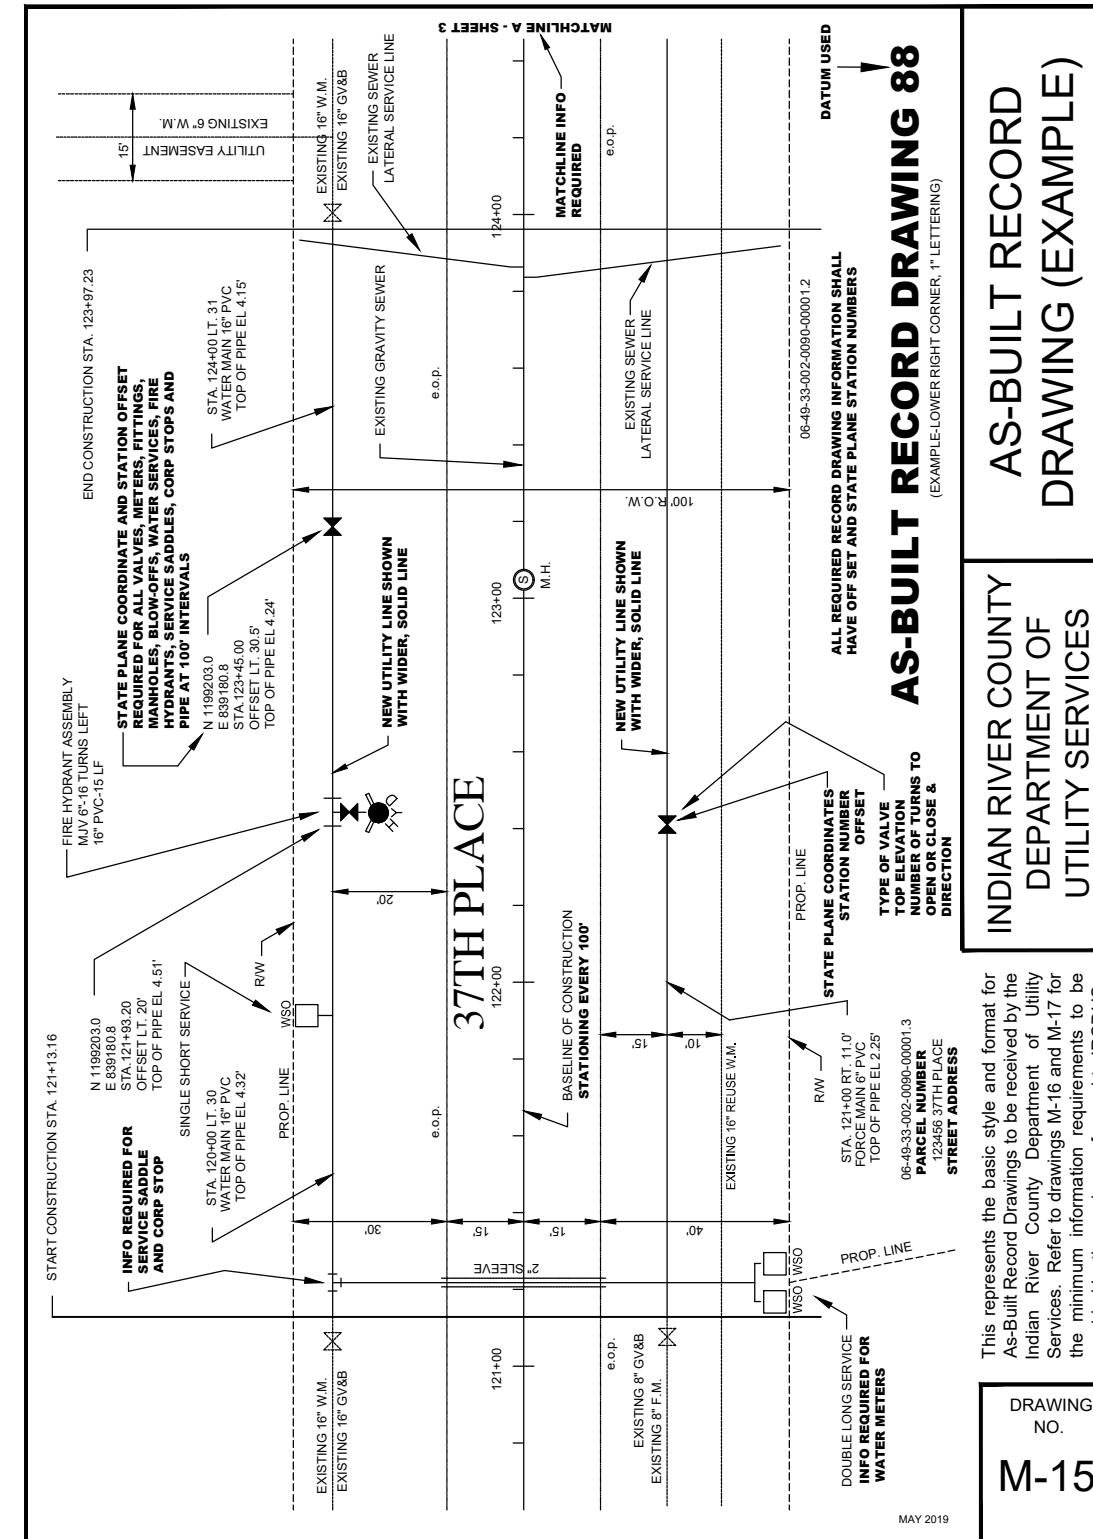 START CONSTRUCTION STA. 121+13.16
END CONSTRUCTION STA. 123+97.23
FIRE HYDRANT ASSEMBLY
MJV 6"-16 TURNS LEFT
16" PVC-15 LF
STATE PLANE COORDINATE AND STATION OFFSET
REQUIRED FOR ALL VALVES, METERS, FITTINGS,
MANHOLES, BLOW-OFFS, WATER SERVICES, FIRE
HYDRANTS, SERVICE SADDLES, CORP STOPS AND
PIPE AT 100' INTERVALS
15'
UTILITY EASEMENT
EXISTING 6" W.M.
INFO REQUIRED FOR
SERVICE SADDLE
AND CORP STOP
N 1199203.0
E 839180.8
STA.121+93.20
OFFSET LT. 20'
TOP OF PIPE EL 4.51'
N 1199203.0
E 839180.8
STA.123+45.00
OFFSET LT. 30.5'
TOP OF PIPE EL 4.24'
SINGLE SHORT SERVICE
STA. 120+00 LT. 30
WATER MAIN 16" PVC
TOP OF PIPE EL 4.32'
STA. 124+00 LT. 31
WATER MAIN 16" PVC
TOP OF PIPE EL 4.15'
R/W
WSO
PROP. LINE
EXISTING 16" W.M.
EXISTING 16" GV&B
EXISTING 16" W.M.
EXISTING 16" GV&B
HYD
NEW UTILITY LINE SHOWN
WITH WIDER, SOLID LINE
EXISTING SEWER
LATERAL SERVICE LINE
EXISTING GRAVITY SEWER
30'
20'
e.o.p.
e.o.p.
37TH PLACE
15'
15'
2" SLEEVE
121+00
122+00
123+00
124+00
S
M.H.
BASELINE OF CONSTRUCTION
STATIONING EVERY 100'
MATCHLINE INFO
REQUIRED
MATCHLINE A - SHEET 3
e.o.p.
e.o.p.
NEW UTILITY LINE SHOWN
WITH WIDER, SOLID LINE
EXISTING SEWER
LATERAL SERVICE LINE
100' R.O.W.
EXISTING 8" GV&B
EXISTING 8" F.M.
15'
10'
40'
EXISTING 16" REUSE W.M.
WSO
WSO
PROP. LINE
R/W
PROP. LINE
06-49-33-002-0090-00001.2
DOUBLE LONG SERVICE
INFO REQUIRED FOR
WATER METERS
STA. 121+00 RT. 11.0'
FORCE MAIN 6" PVC
TOP OF PIPE EL 2.25'
06-49-33-002-0090-00001.3
PARCEL NUMBER
123456 37TH PLACE
STREET ADDRESS
STATE PLANE COORDINATES
STATION NUMBER
OFFSET
TYPE OF VALVE
TOP ELEVATION
NUMBER OF TURNS TO
OPEN OR CLOSE &
DIRECTION
ALL REQUIRED RECORD DRAWING INFORMATION SHALL
HAVE OFF SET AND STATE PLANE STATION NUMBERS
DATUM USED
AS-BUILT RECORD DRAWING 88
(EXAMPLE-LOWER RIGHT CORNER, 1" LETTERING)
MAY 2019
DRAWING
NO.
M-15
This represents the basic style and format for
As-Built Record Drawings to be received by the
Indian River County Department of Utility
Services. Refer to drawings M-16 and M-17 for
the minimum information requirements to be
INDIAN RIVER COUNTY
DEPARTMENT OF
UTILITY SERVICES
AS-BUILT RECORD
DRAWING (EXAMPLE)